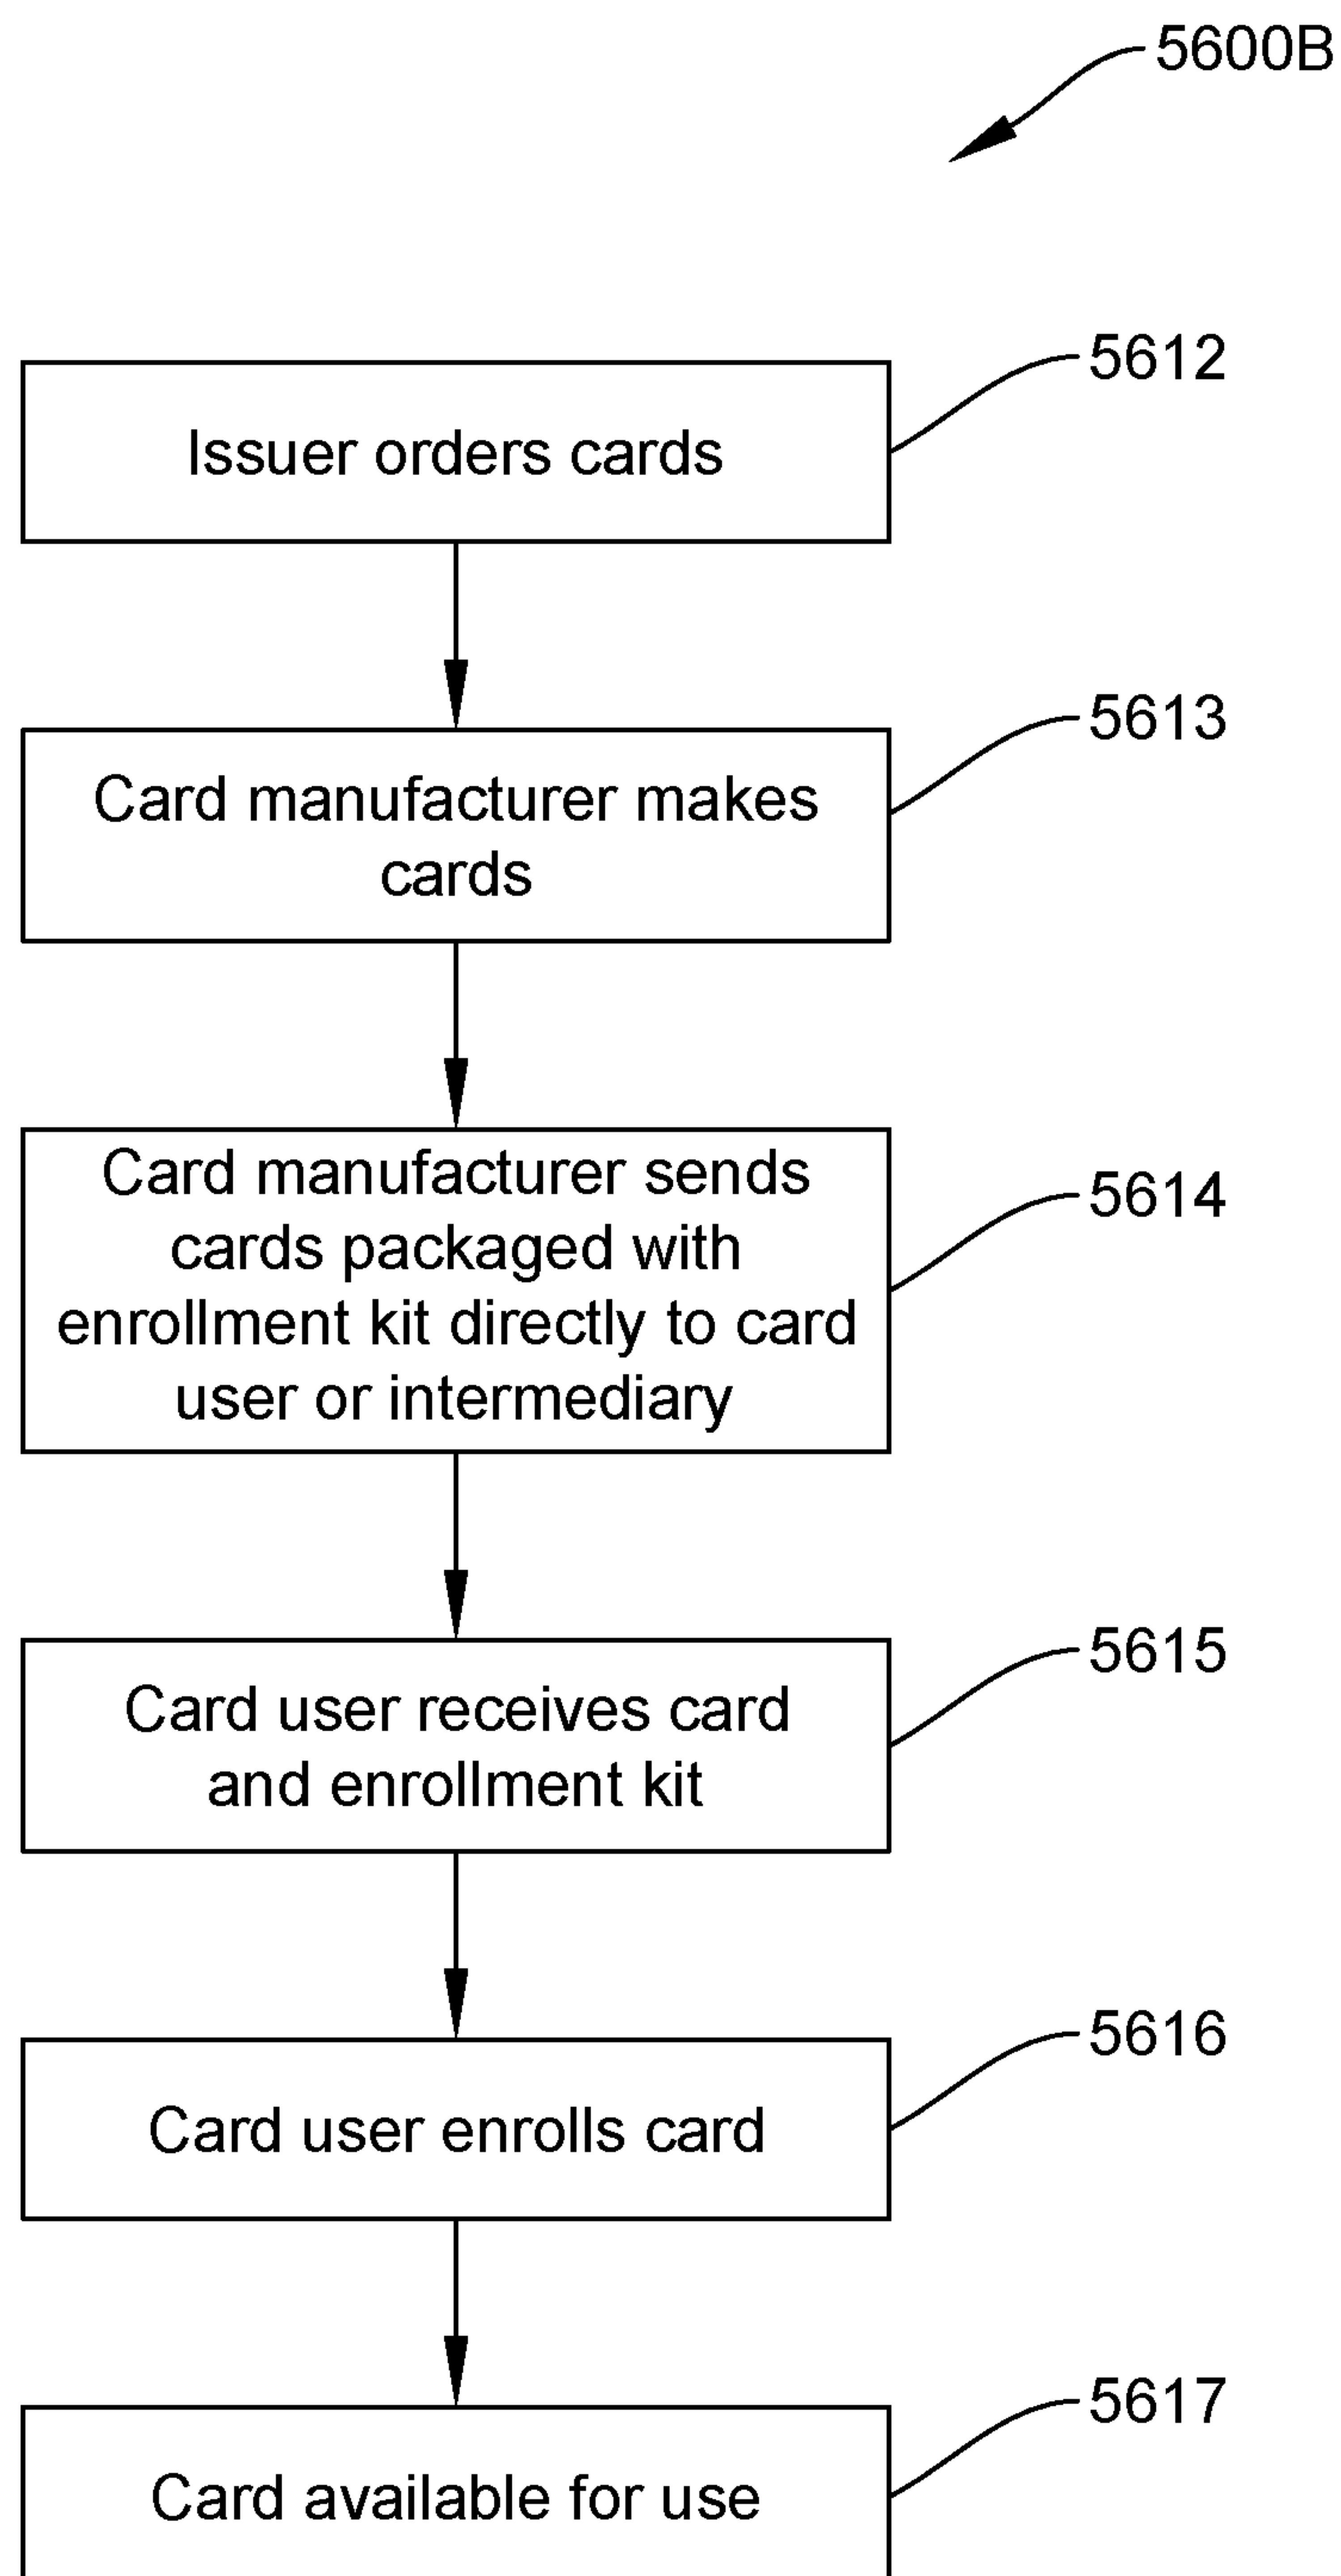 5600B
5612
Issuer orders cards
5613
Card manufacturer makes
cards
5614
Card manufacturer sends
cards packaged with
enrollment kit directly to card
user or intermediary
5615
Card user receives card
and enrollment kit
5616
Card user enrolls card
5617
Card available for use